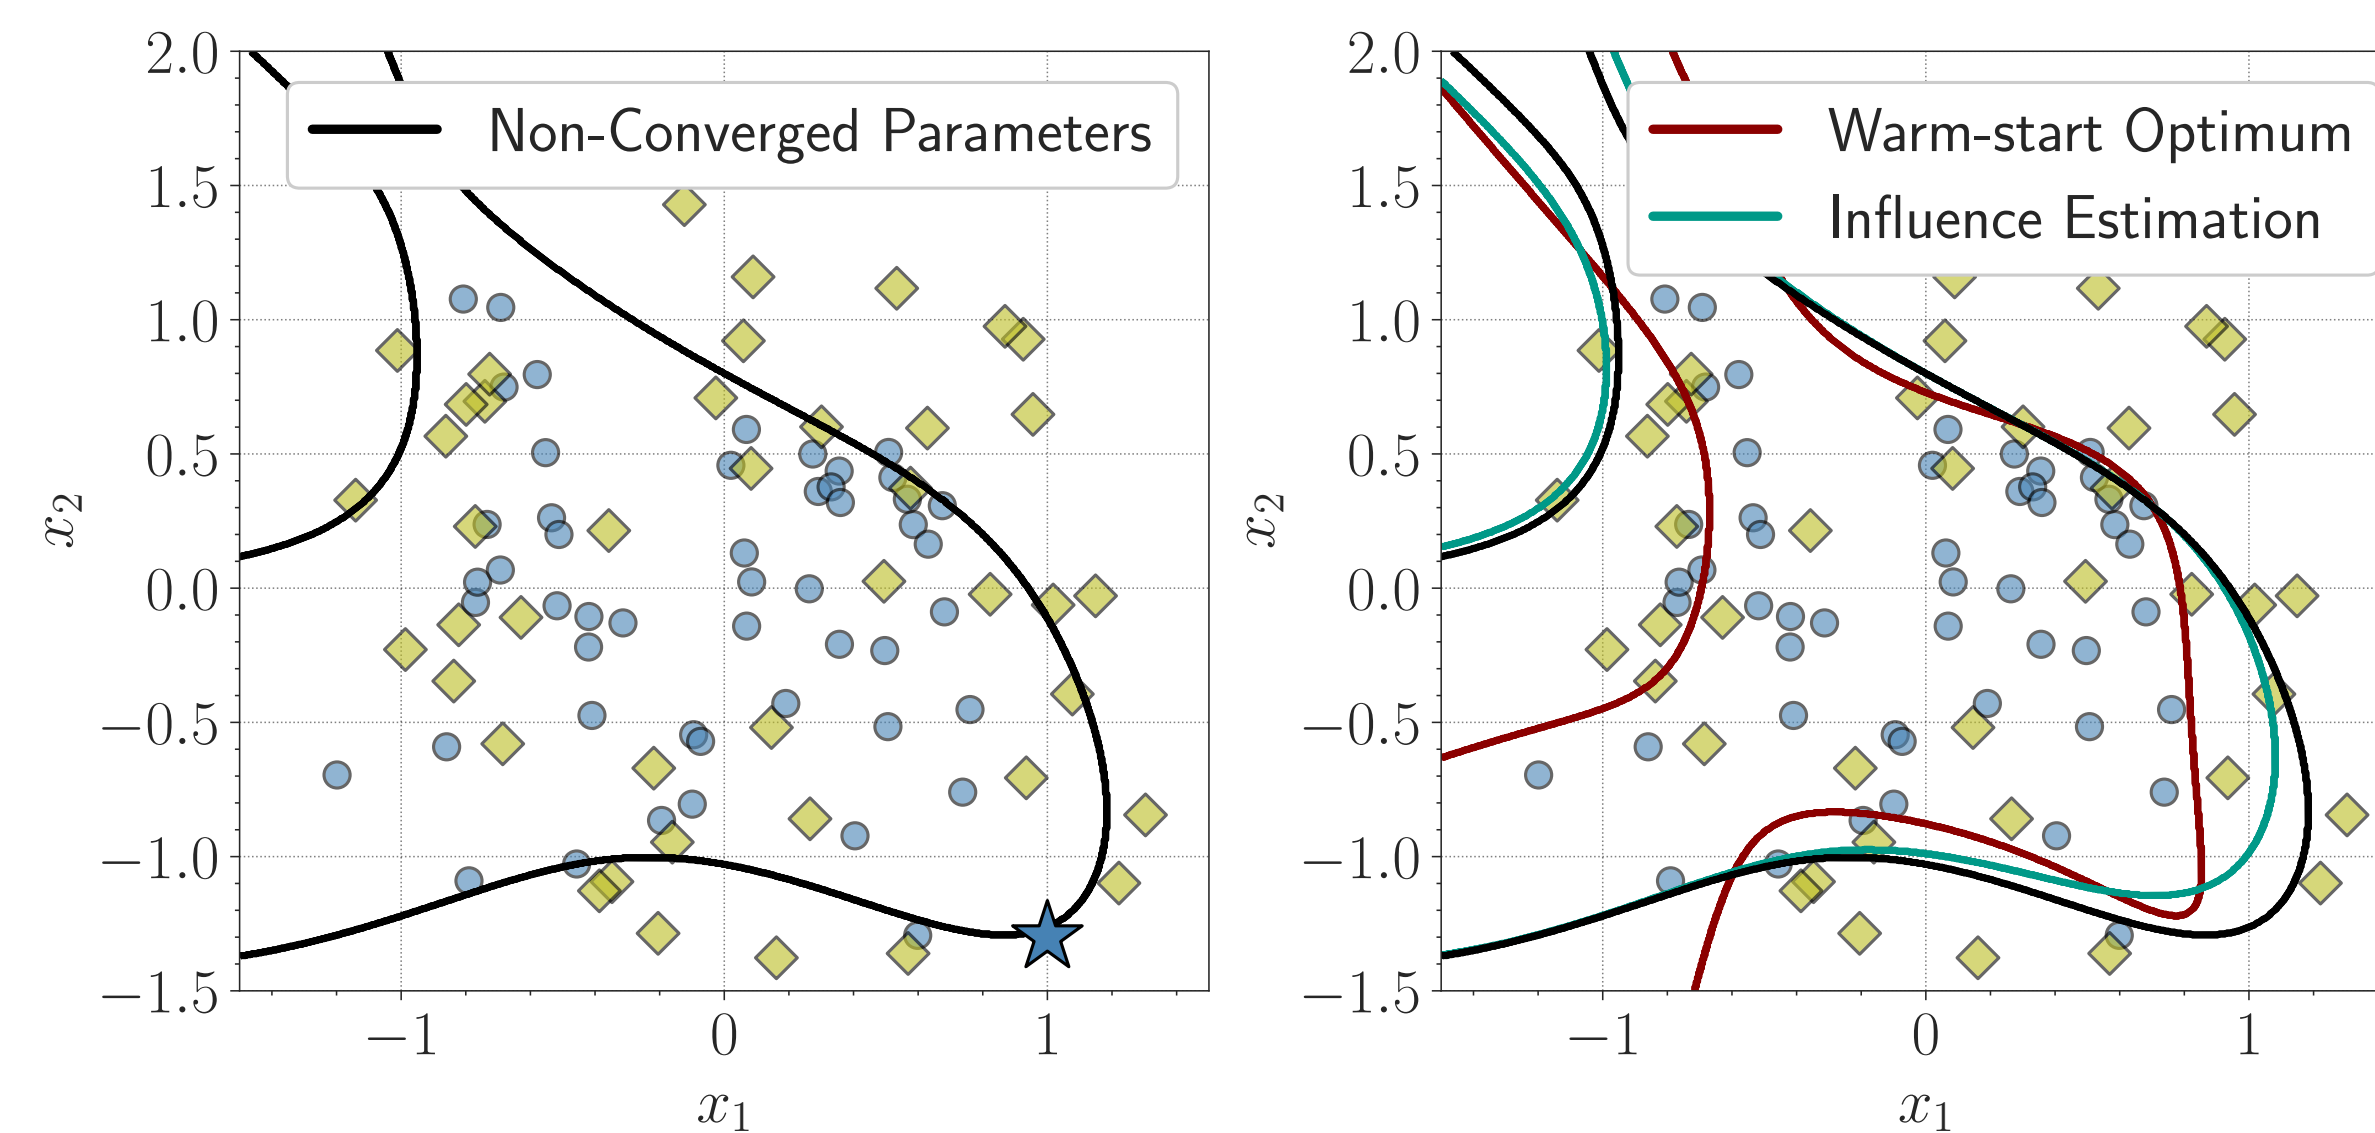 Non-Converged Parameters
2.0
1.5
1.0
0.5
0.0
−0.5
−1.0
−1.5
x2
−1 0 1
x1
Warm-start Optimum
Influence Estimation
2.0
1.5
1.0
0.5
0.0
−0.5
−1.0
−1.5
x2
−1 0 1
x1